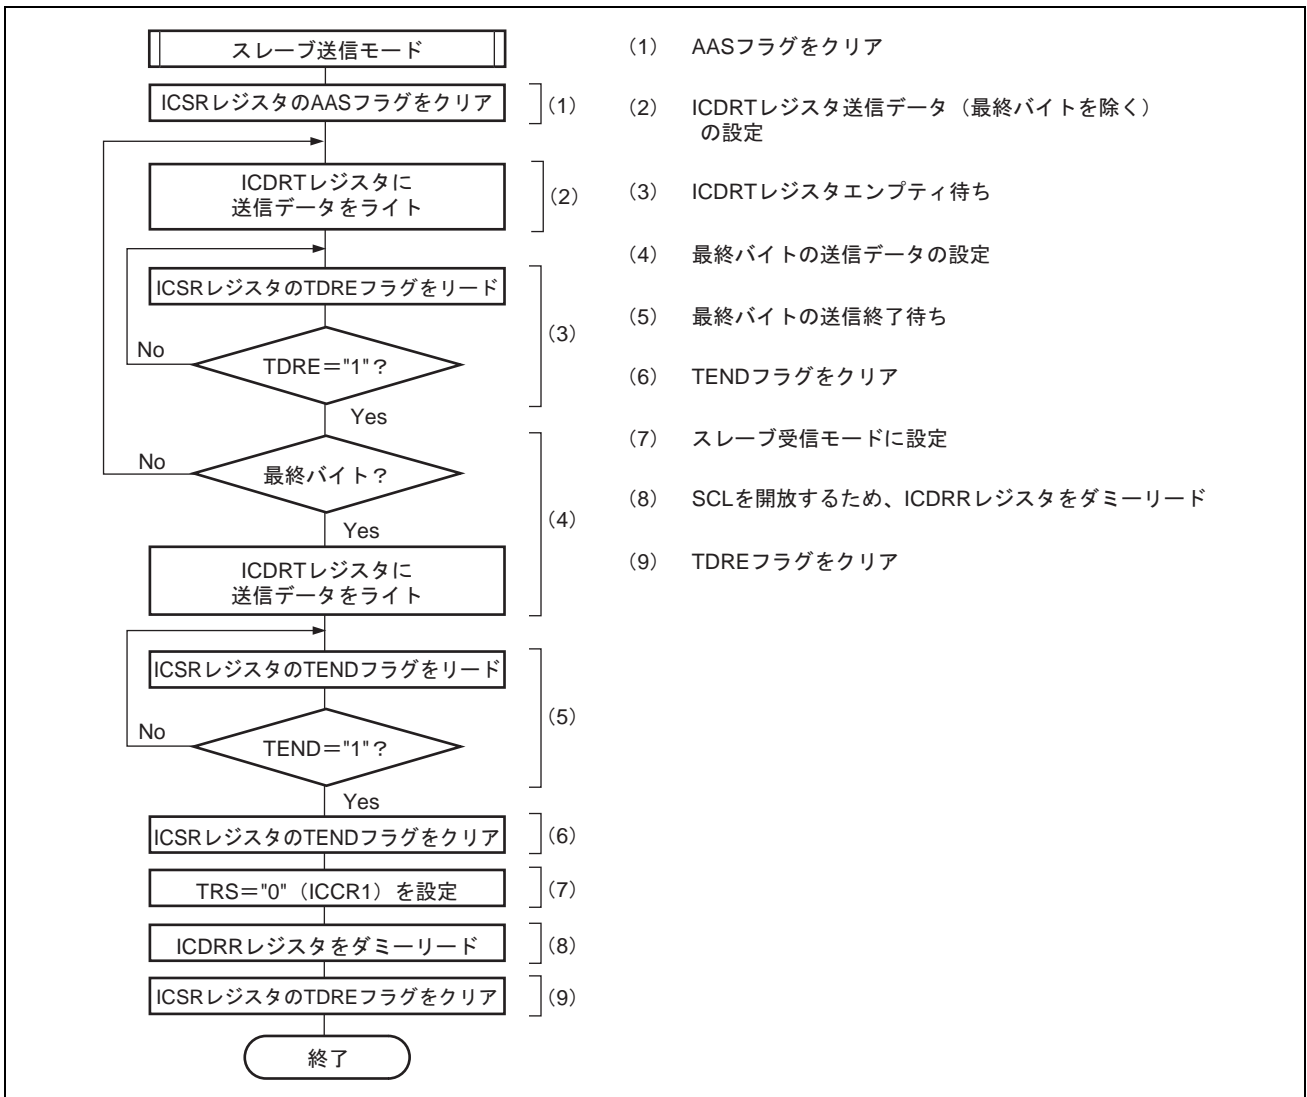 スレーブ送信モード
ICSRレジスタのAASフラグをクリア
(1)
ICDRTレジスタに
送信データをライト
(2)
ICSRレジスタのTDREフラグをリード
(3)
No
TDRE="1"?
Yes
No
最終バイト?
(4)
Yes
ICDRTレジスタに
送信データをライト
ICSRレジスタのTENDフラグをリード
(5)
No
TEND="1"?
Yes
ICSRレジスタのTENDフラグをクリア
(6)
TRS="0"(ICCR1)を設定
(7)
ICDRRレジスタをダミーリード
(8)
ICSRレジスタのTDREフラグをクリア
(9)
終了
(1) AASフラグをクリア
(2) ICDRTレジスタ送信データ(最終バイトを除く)
の設定
(3) ICDRTレジスタエンプティ待ち
(4) 最終バイトの送信データの設定
(5) 最終バイトの送信終了待ち
(6) TENDフラグをクリア
(7) スレーブ受信モードに設定
(8) SCLを開放するため、ICDRRレジスタをダミーリード
(9) TDREフラグをクリア